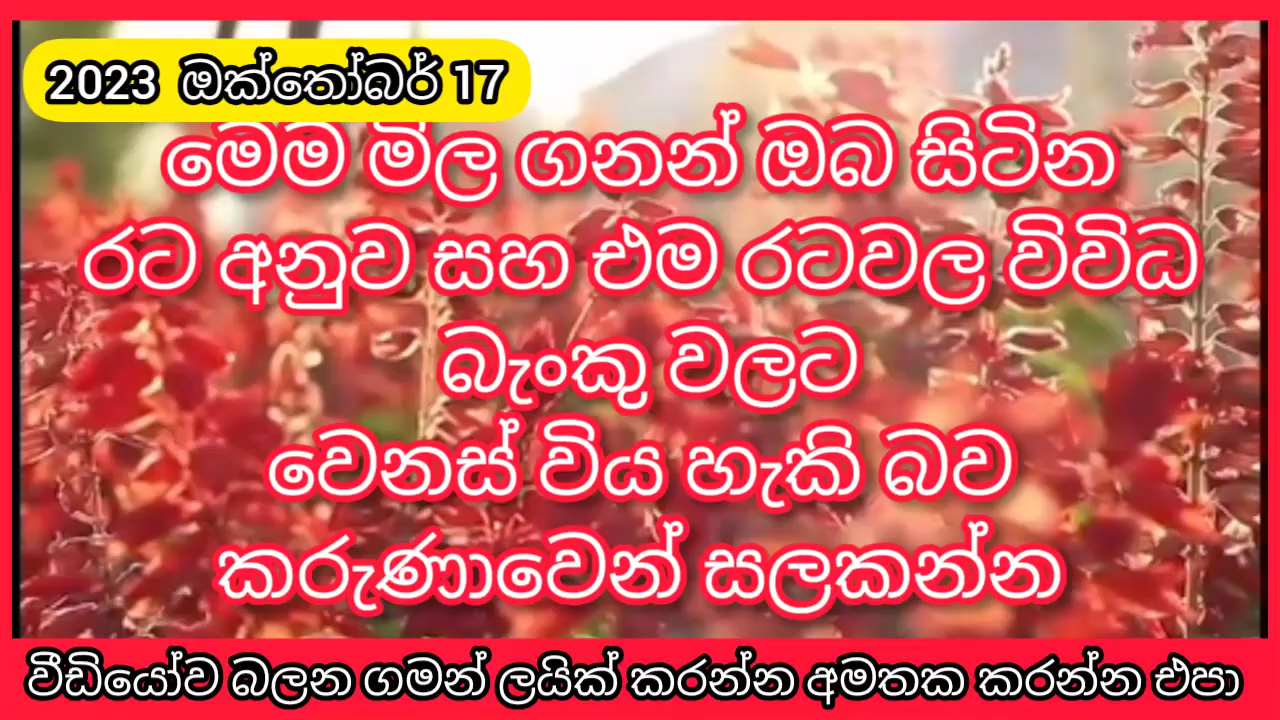 2023 ඔක්තෝබර් 17
මෙම මිල ගනන් ඔබ සිටින
රට අනුව සහ එම රටවල විවිධ
බැංකු වලට
වෙනස් විය හැකි බව
කරුණාවෙන් සලකන්න
වීඩියෝව බලන ගමන් ලයික් කරන්න අමතක කරන්න එපා